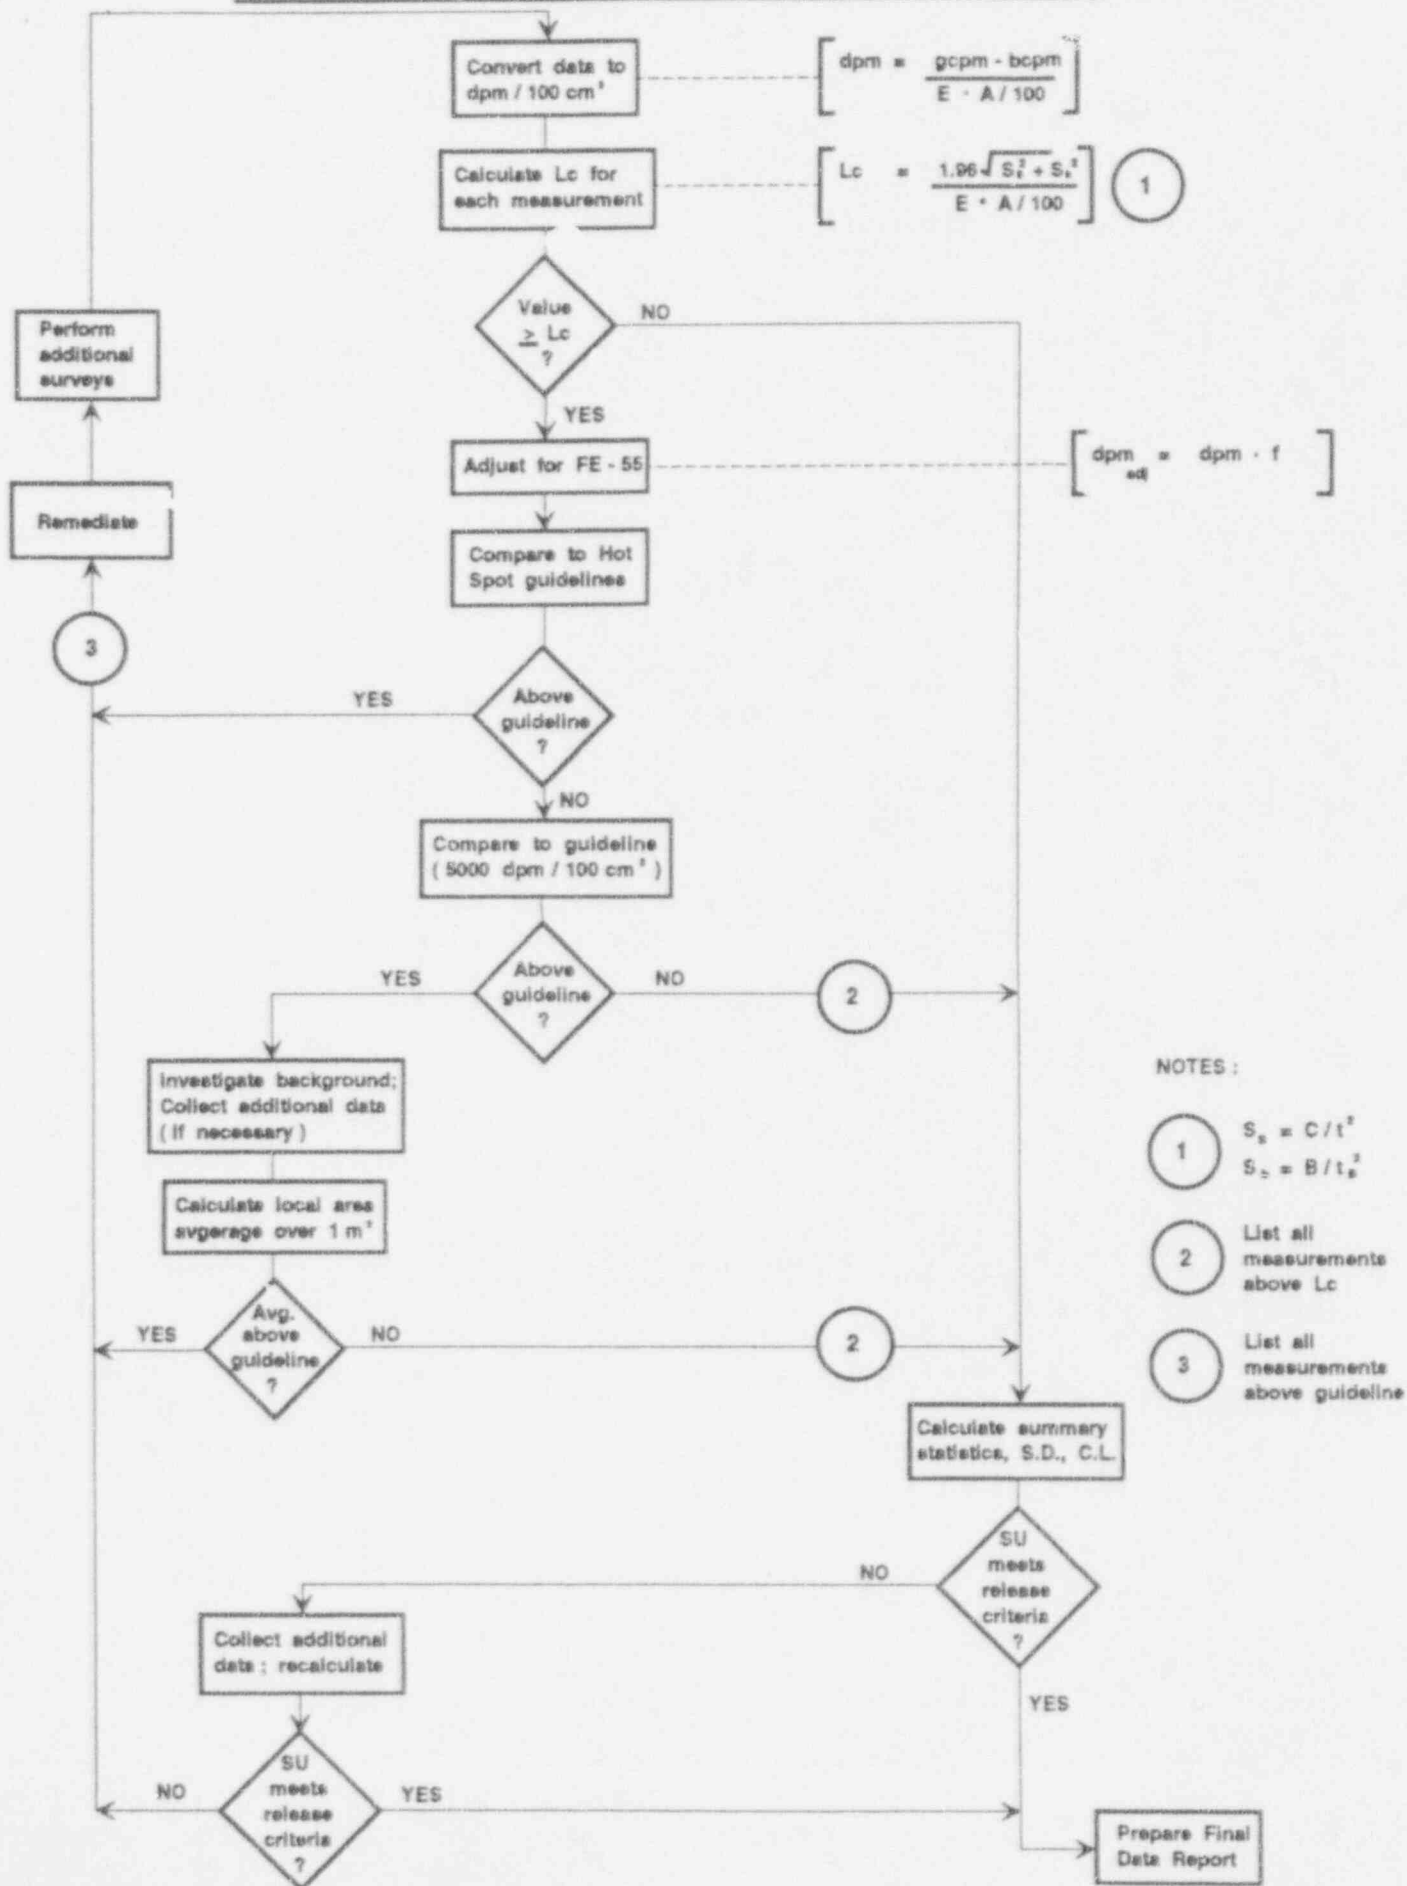 Convert data to
dpm / 100 cm²
[ dpm = gcpm - bcpm
E · A / 100 ]
Calculate Lc for
each measurement
[ Lc = 1.96√ S + S
E · A / 100 ]
1
Value
≥ Lc
?
NO
YES
Perform
additional
surveys
Adjust for FE - 55
[ dpm adj = dpm · f ]
Remediate
Compare to Hot
Spot guidelines
3
YES
Above
guideline
?
NO
Compare to guideline
( 5000 dpm / 100 cm² )
YES
Above
guideline
?
NO
2
Investigate background;
Collect additional data
( if necessary )
Calculate local area
avgerage over 1 m²
YES
Avg.
above
guideline
?
NO
2
NOTES :
1
= C / t²
= B / t
2
List all
measurements
above Lc
3
List all
measurements
above guideline
Calculate summary
statistics, S.D., C.L.
NO
SU
meets
release
criteria
?
YES
Collect additional
data ; recalculate
NO
SU
meets
release
criteria
?
YES
Prepare Final
Data Report